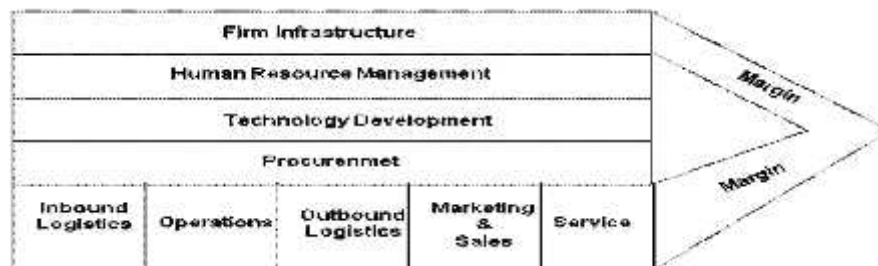 Firm Infrastructure
Human Resource Management
Technology Development
Procurenmet
Inbound
Logistics
Operations
Outbound
Logistics
Marketing
&
Sales
Service
Margin
Margin